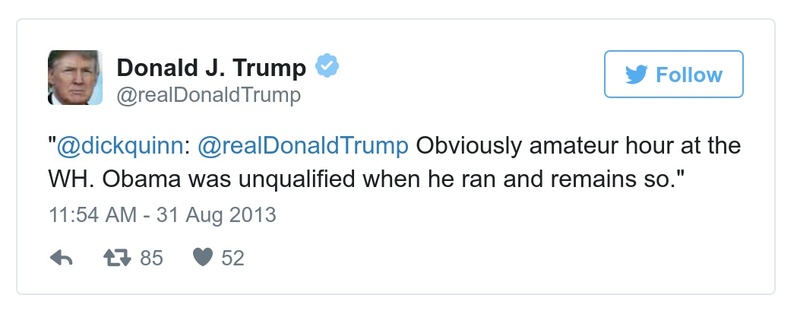 Donald J. Trump
@realDonaldTrump
Follow
"@dickquinn: @realDonaldTrump Obviously amateur hour at the
WH. Obama was unqualified when he ran and remains so."
11:54 AM - 31 Aug 2013
85 52